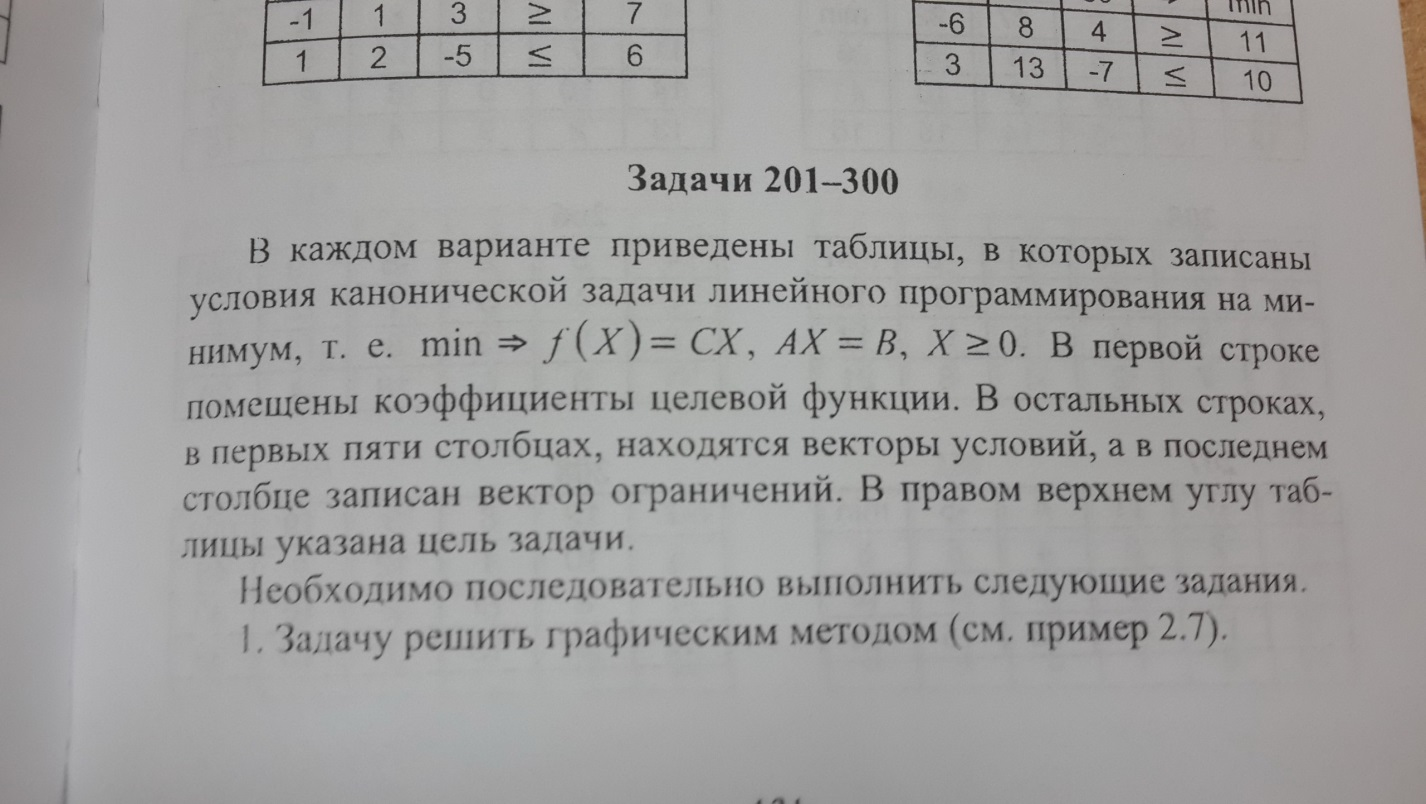 -1 1 3 ≥ 7
1 2 -5 ≤ 6
min
-6 8 4 ≥ 11
3 13 -7 ≤ 10
Задачи 201–300
В каждом варианте приведены таблицы, в которых записаны
условия канонической задачи линейного программирования на ми-
нимум, т. е. min ⇒ f(X) = CX, AX = B, X ≥ 0. В первой строке
помещены коэффициенты целевой функции. В остальных строках,
в первых пяти столбцах, находятся векторы условий, а в последнем
столбце записан вектор ограничений. В правом верхнем углу таб-
лицы указана цель задачи.
Необходимо последовательно выполнить следующие задания.
1. Задачу решить графическим методом (см. пример 2.7).